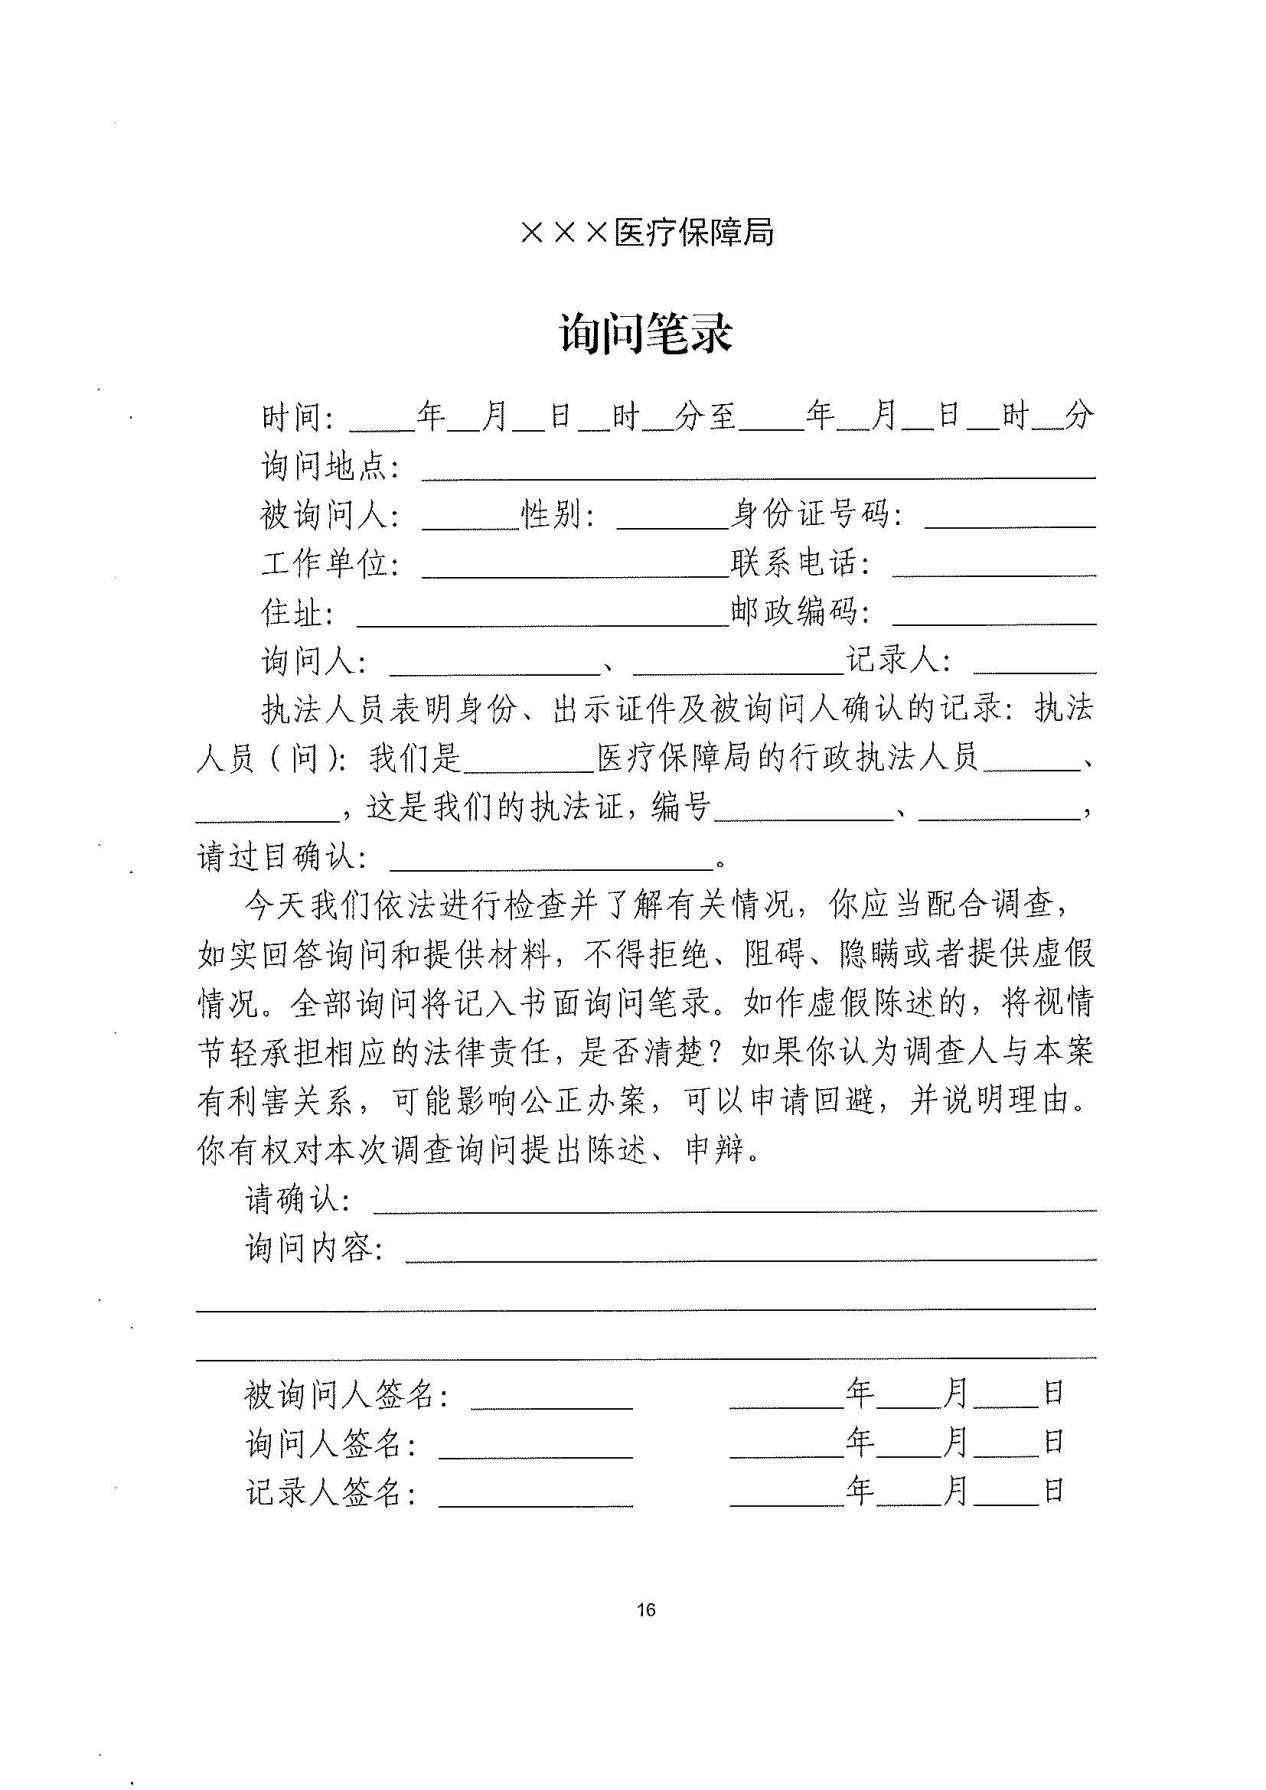 ×××医疗保障局
询问笔录
时间：____年__月__日__时__分至____年__月__日__时__分
询问地点：____________________
被询问人：______性别：_______身份证号码：__________
工作单位：___________________联系电话：____________
住址：_______________________邮政编码：____________
询问人：_____________、_____________记录人：_______
执法人员表明身份、出示证件及被询问人确认的记录：执法
人员（问）：我们是________医疗保障局的行政执法人员______、
_________，这是我们的执法证，编号___________、__________，
请过目确认：____________________。
今天我们依法进行检查并了解有关情况，你应当配合调查，
如实回答询问和提供材料，不得拒绝、阻碍、隐瞒或者提供虚假
情况。全部询问将记入书面询问笔录。如作虚假陈述的，将视情
节轻承担相应的法律责任，是否清楚？如果你认为调查人与本案
有利害关系，可能影响公正办案，可以申请回避，并说明理由。
你有权对本次调查询问提出陈述、申辩。
请确认：____________________
询问内容：____________________
被询问人签名：__________ _______年____月____日
询问人签名：____________ _______年____月____日
记录人签名：____________ _______年____月____日
16